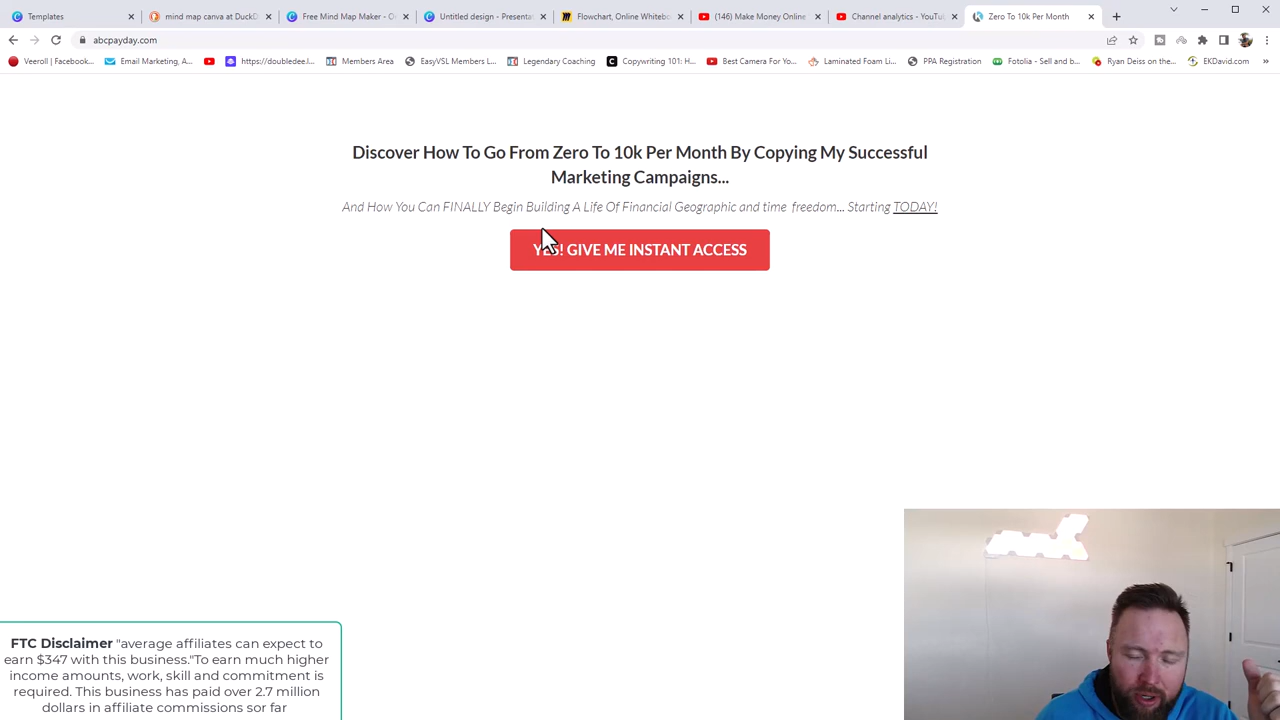 Templates
mind map canva at DuckD
Free Mind Map Maker - O
Untitled design - Presenta
Flowchart, Online Whitebo
(146) Make Money Online
Channel analytics - YouTu
Zero To 10k Per Month
abcpayday.com
Veeroll | Facebook...
Email Marketing, A...
https://doubledee.l...
Members Area
EasyVSL Members L...
Legendary Coaching
Copywriting 101: H...
Best Camera For Yo...
Laminated Foam Li...
PPA Registration
Fotolia - Sell and b...
Ryan Deiss on the...
EKDavid.com
Discover How To Go From Zero To 10k Per Month By Copying My Successful
Marketing Campaigns...
And How You Can FINALLY Begin Building A Life Of Financial Geographic and time freedom... Starting TODAY!
YES! GIVE ME INSTANT ACCESS
FTC Disclaimer "average affiliates can expect to
earn $347 with this business."To earn much higher
income amounts, work, skill and commitment is
required. This business has paid over 2.7 million
dollars in affiliate commissions sor far